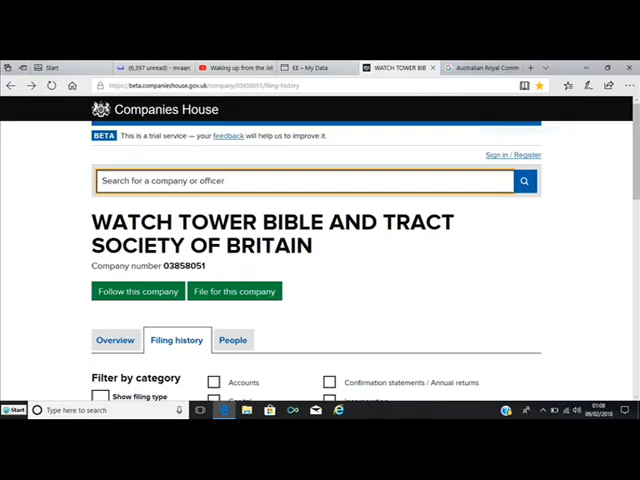 Start
(6,397 unread) - mraar
Waking up from the Jel
EE – My Data
WATCH TOWER BIB
Australian Royal Comm
https://beta.companieshouse.gov.uk/company/03858051/filing-history
Companies House
BETA This is a trial service — your feedback will help us to improve it.
Sign in / Register
Search for a company or officer
WATCH TOWER BIBLE AND TRACT
SOCIETY OF BRITAIN
Company number 03858051
Follow this company
File for this company
Overview
Filing history
People
Filter by category
Accounts
Confirmation statements / Annual returns
Show filing type
Capital
Incorporation
Start
Type here to search
01:08
09/02/2018